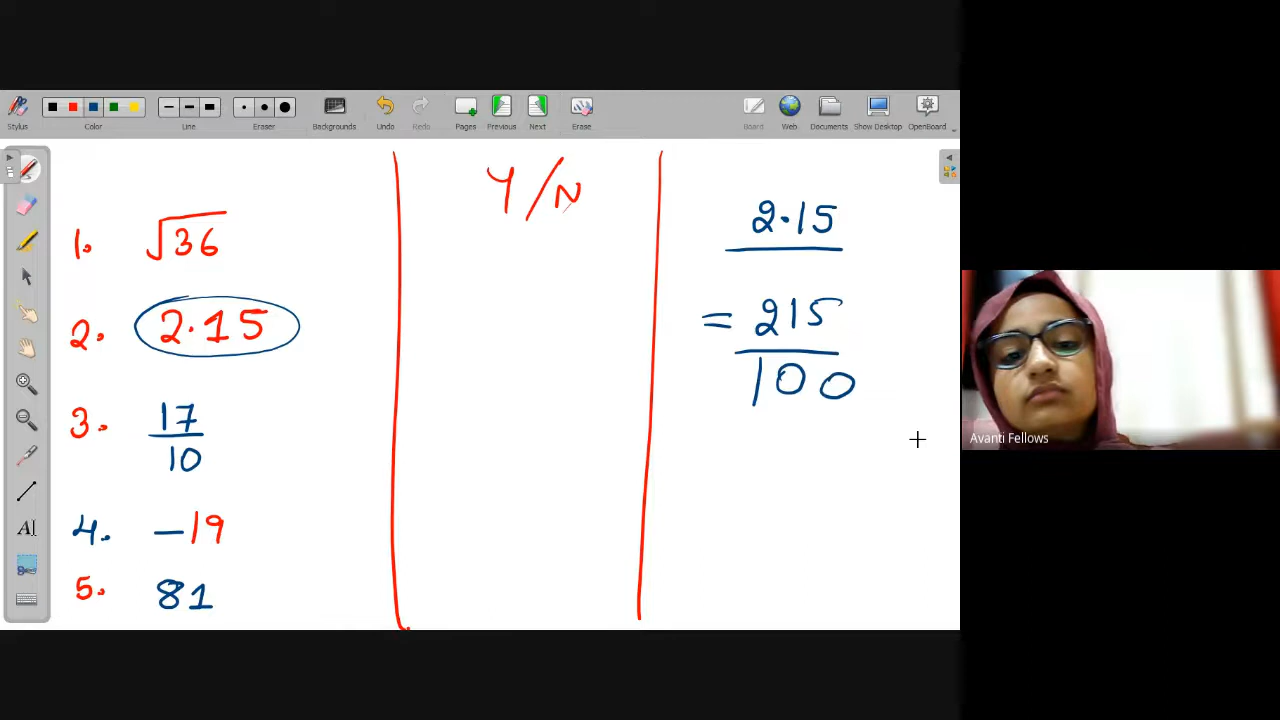 Stylus
Color
Line
Eraser
Backgrounds
Undo
Redo
Pages
Previous
Next
Erase
Board
Web
Documents
Show Desktop
OpenBoard
Y/N
1. √36
2. 2.15
3. 17/10
4. -19
5. 81
2.15
= 215
100
Avanti Fellows